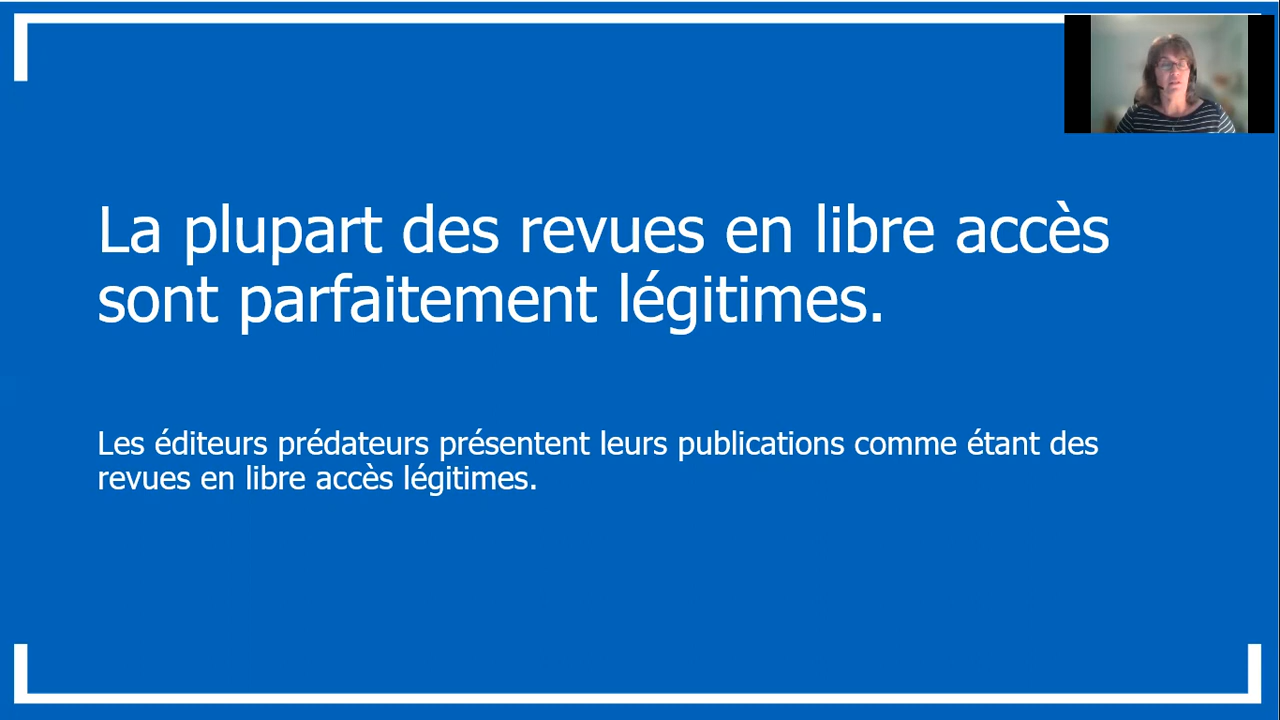 La plupart des revues en libre accès
sont parfaitement légitimes.
Les éditeurs prédateurs présentent leurs publications comme étant des
revues en libre accès légitimes.